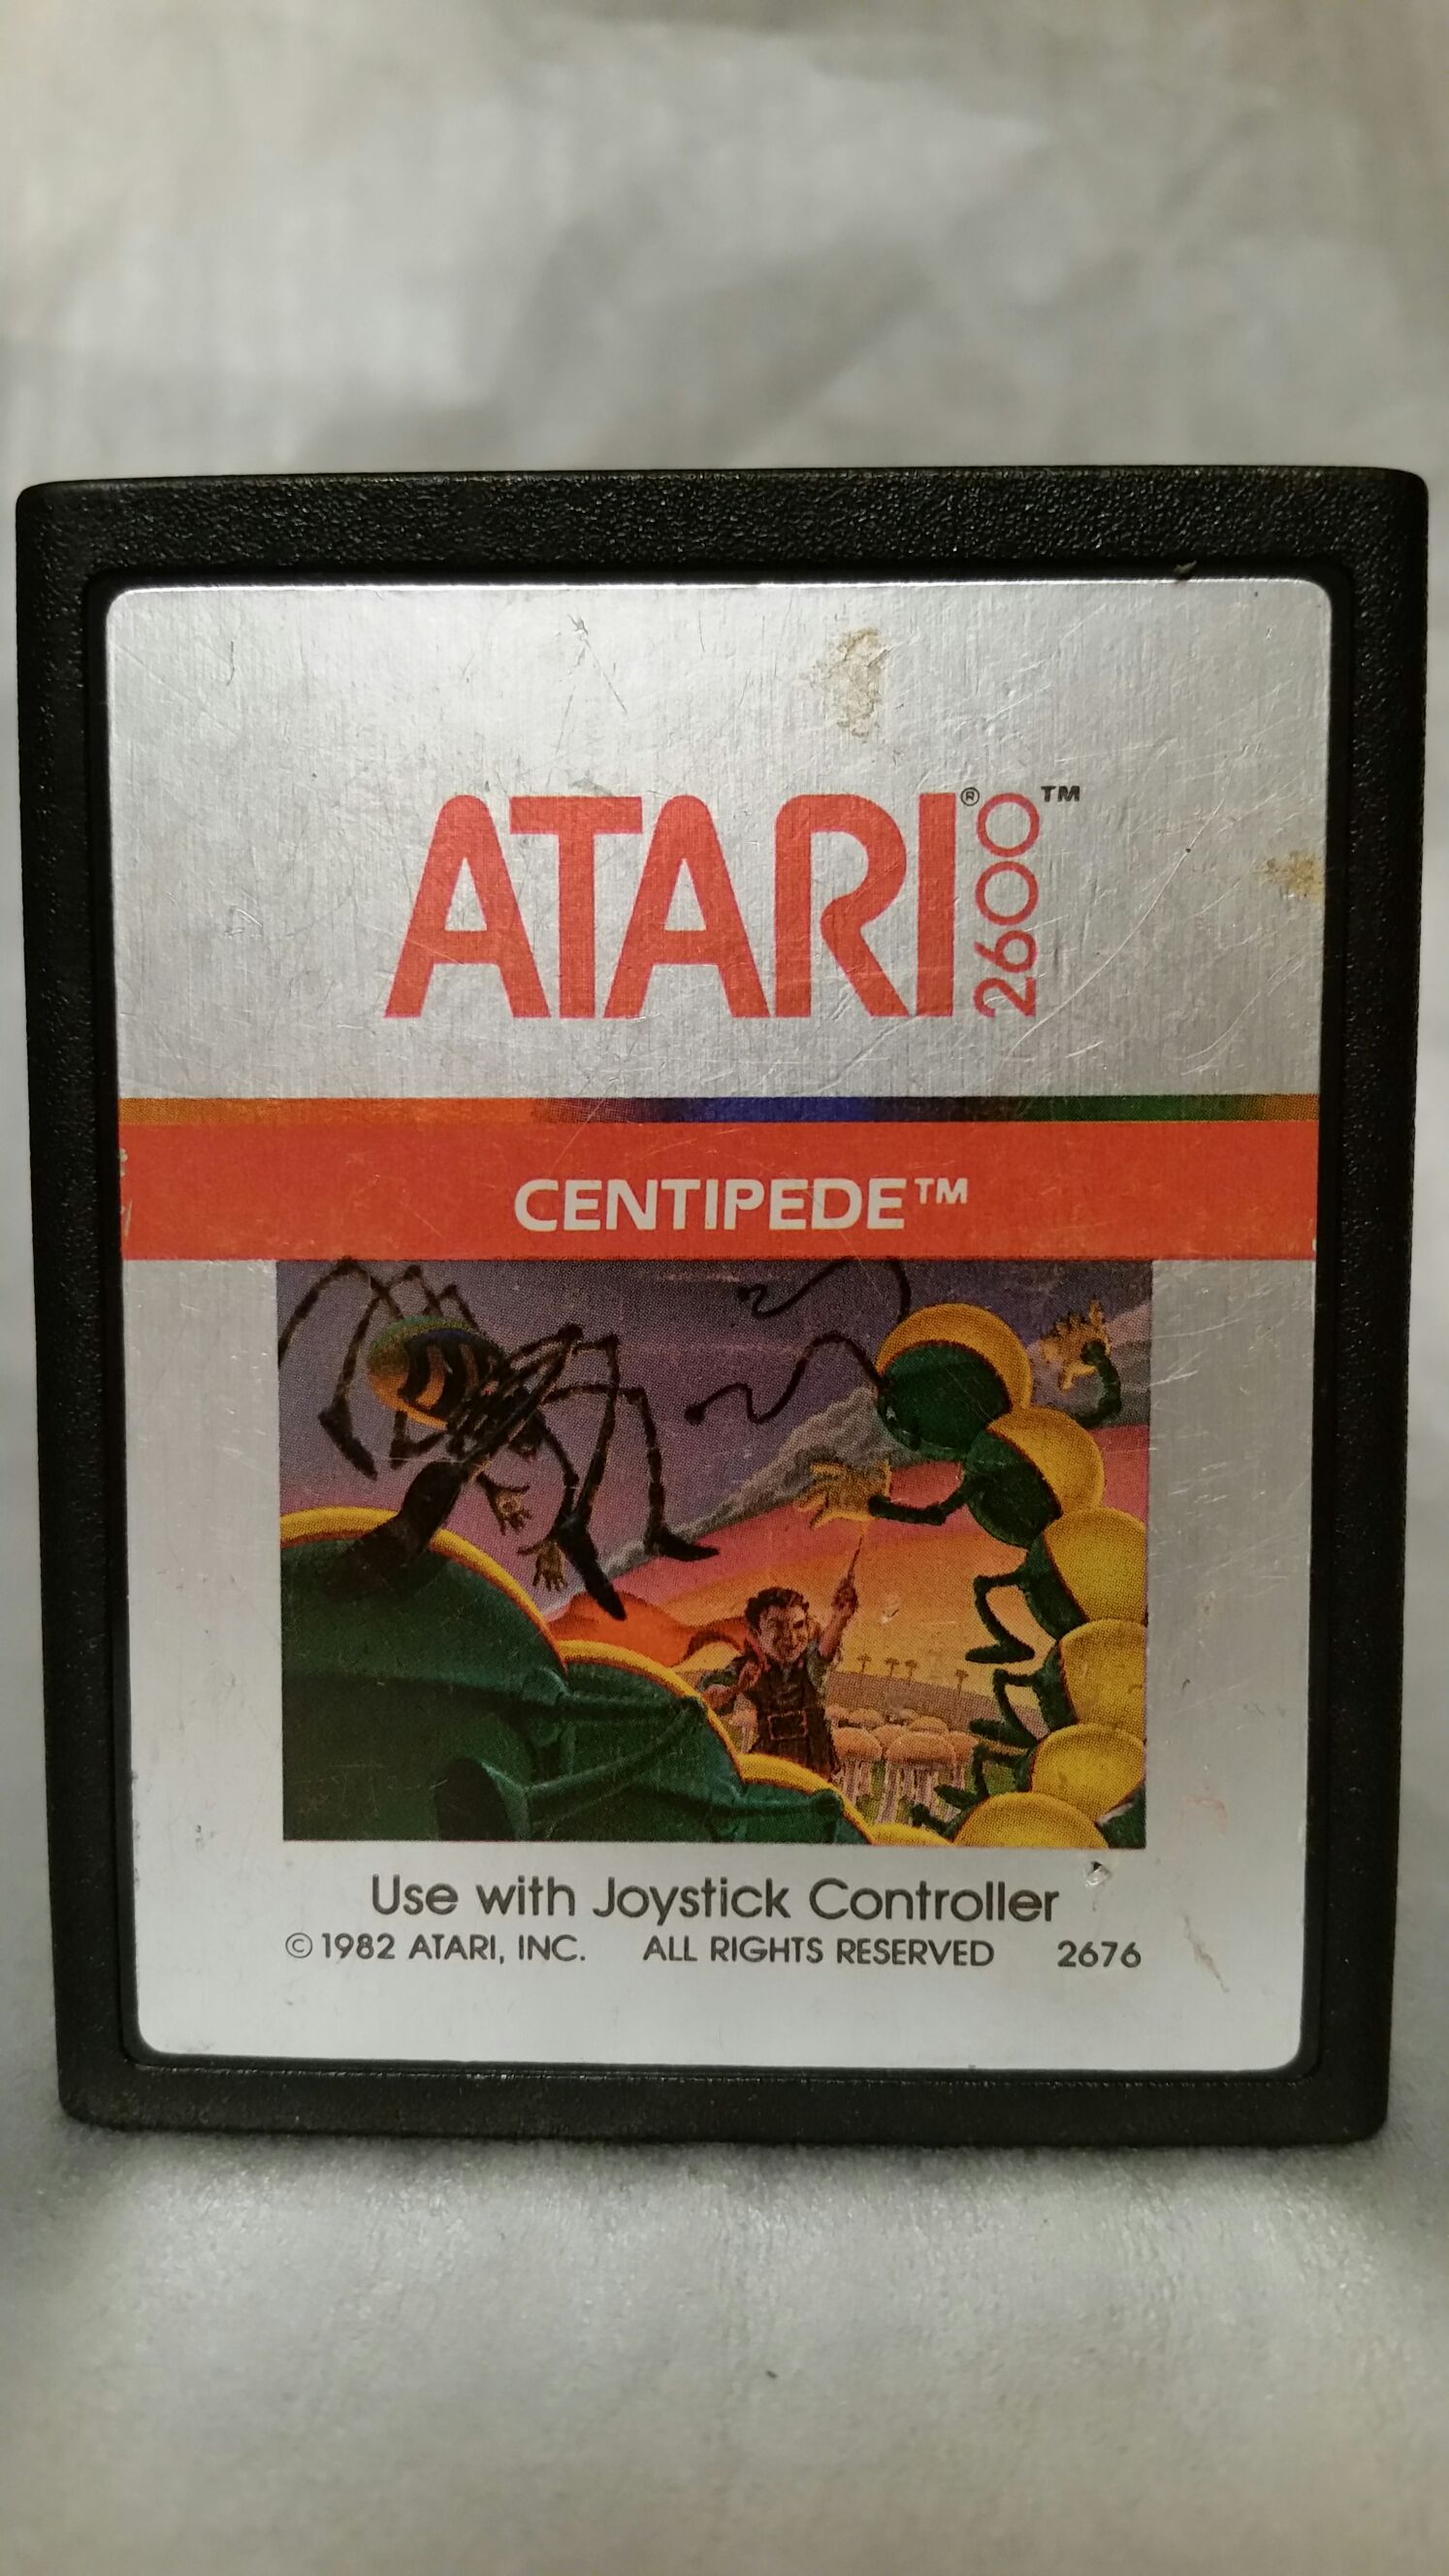 ATARI® 2600™
CENTIPEDE™
Use with Joystick Controller
© 1982 ATARI, INC. ALL RIGHTS RESERVED 2676